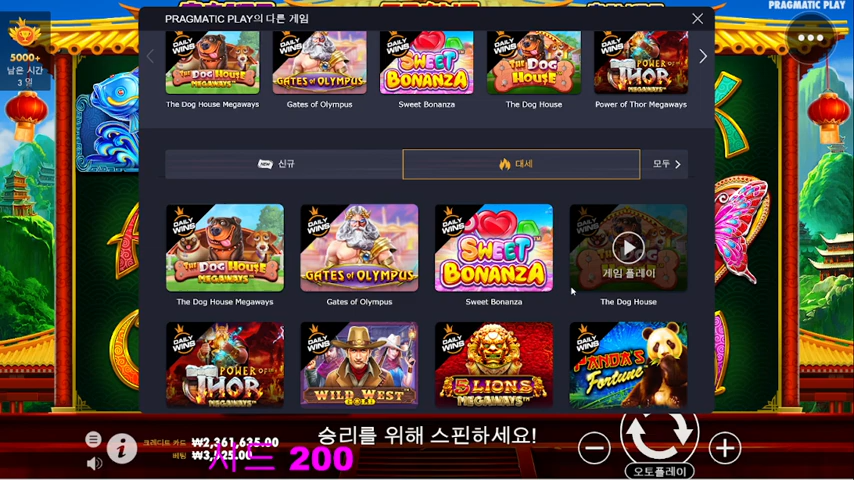 PRAGMATIC PLAY
PRAGMATIC PLAY의 다른 게임
5000+
남은 시간
3 일
DAILY WINS
THE DOG HOUSE MEGAWAYS
DAILY WINS
GATES OF OLYMPUS
DAILY WINS
SWEET BONANZA
DAILY WINS
THE DOG HOUSE
DAILY WINS
POWER OF THOR MEGAWAYS
The Dog House Megaways
Gates of Olympus
Sweet Bonanza
The Dog House
Power of Thor Megaways
NEW 신규
대세
모두
DAILY WINS
THE DOG HOUSE MEGAWAYS
DAILY WINS
GATES OF OLYMPUS
DAILY WINS
SWEET BONANZA
DAILY WINS
게임 플레이
The Dog House Megaways
Gates of Olympus
Sweet Bonanza
The Dog House
DAILY WINS
POWER OF THOR MEGAWAYS
DAILY WINS
WILD WEST GOLD
DAILY WINS
5 LIONS MEGAWAYS
DAILY WINS
PANDA'S Fortune
크레디트 카드 ₩2,361,635.00
승리를 위해 스핀하세요!
베팅
200
오토플레이